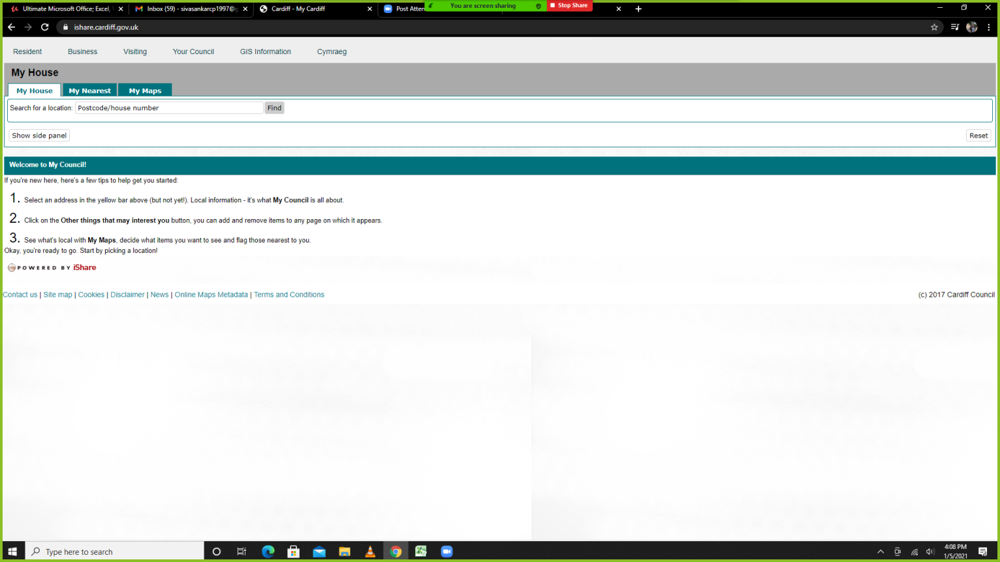 Ultimate Microsoft Office; Excel,
Inbox (59) - sivasankarcp1997@g
Cardiff - My Cardiff
Post Atten
You are screen sharing
Stop Share
ishare.cardiff.gov.uk
Resident Business Visiting Your Council GIS Information Cymraeg
My House
My House My Nearest My Maps
Search for a location: Postcode/house number Find
Show side panel Reset
Welcome to My Council!
If you're new here, here's a few tips to help get you started:
1. Select an address in the yellow bar above (but not yet!). Local information - it's what My Council is all about.
2. Click on the Other things that may interest you button, you can add and remove items to any page on which it appears.
3. See what's local with My Maps, decide what items you want to see and flag those nearest to you.
Okay, you're ready to go. Start by picking a location!
POWERED BY iShare
Contact us | Site map | Cookies | Disclaimer | News | Online Maps Metadata | Terms and Conditions (c) 2017 Cardiff Council
Type here to search
4:08 PM
1/5/2021